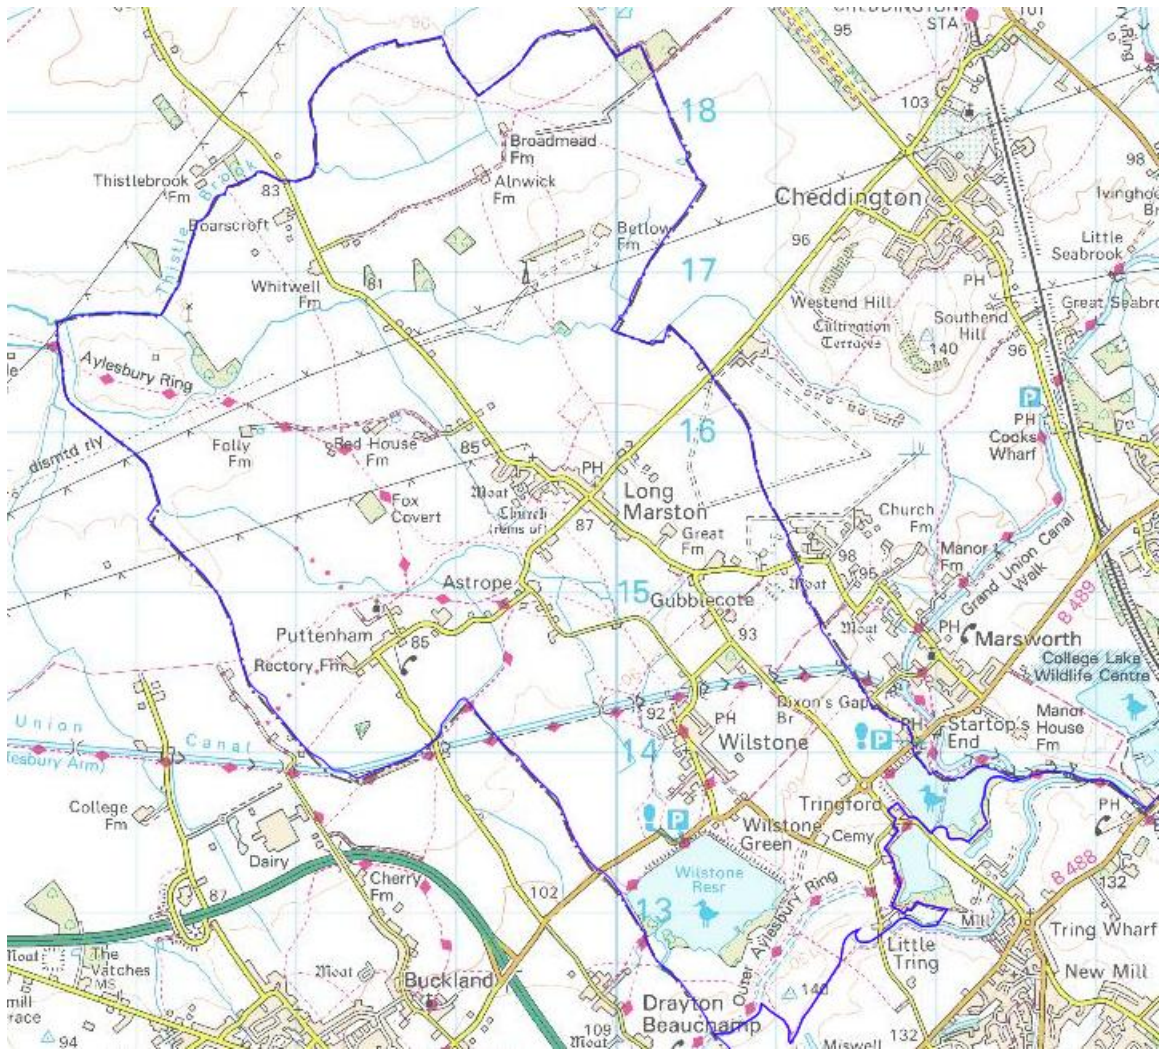 CHEDDINGTON
STA
101
95
96
103
18
Broadmead
Fm
Thistlebrook
Fm
Thistle Brook
83
Alnwick
Fm
98
Cheddington
Boarscroft
Betlow
Fm
96
Little
Seabrook
17
Whitwell
Fm
81
Westend Hill
Cultivation
Terraces
PH
Southend
Hill
140
96
Aylesbury Ring
P
PH
Cooks
Wharf
16
Folly
Fm
Red House
Fm
85
dismtd rly
PH
Moat
Church
(rems of)
Long
Marston
87
Fox
Covert
Great
Fm
Church
Fm
98
Manor
Fm
Grand Union Canal
Walk
B 489
Astrope
15
Moat
95
Gubblecote
93
Moat
PH
Marsworth
Puttenham
85
Rectory Fm
College Lake
Wildlife Centre
Union
Canal
(Aylesbury Arm)
92
PH
Wilstone
Dixon's Gap
Br
PH
Startop's
End
Manor
House
Fm
14
P
College
Fm
Tringford
PH
Dairy
P
Wilstone
Green
Cemy
B 488
87
Cherry
Fm
102
Wilstone
Resr
132
13
Outer Aylesbury Ring
Mill
Tring Wharf
Moat
The
Vatches
MS
Moat
Buckland
Little
Tring
New Mill
Drayton
Beauchamp
140
94
109
Moat
Miswell
132